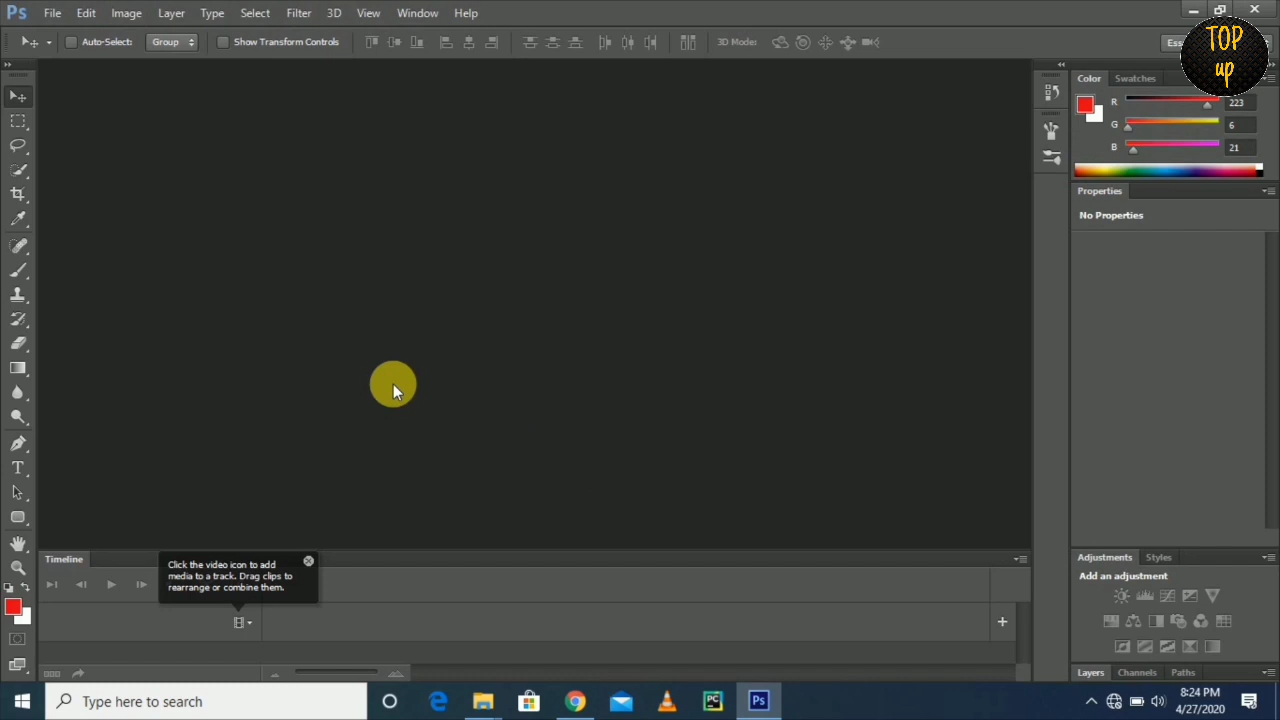 Ps File Edit Image Layer Type Select Filter 3D View Window Help
Auto-Select: Group Show Transform Controls 3D Mode:
TOP
up
Color Swatches
R 223
G 6
B 21
Properties
No Properties
Timeline
Click the video icon to add
media to a track. Drag clips to
rearrange or combine them.
Adjustments Styles
Add an adjustment
Layers Channels Paths
Type here to search
PC
Ps
8:24 PM
4/27/2020